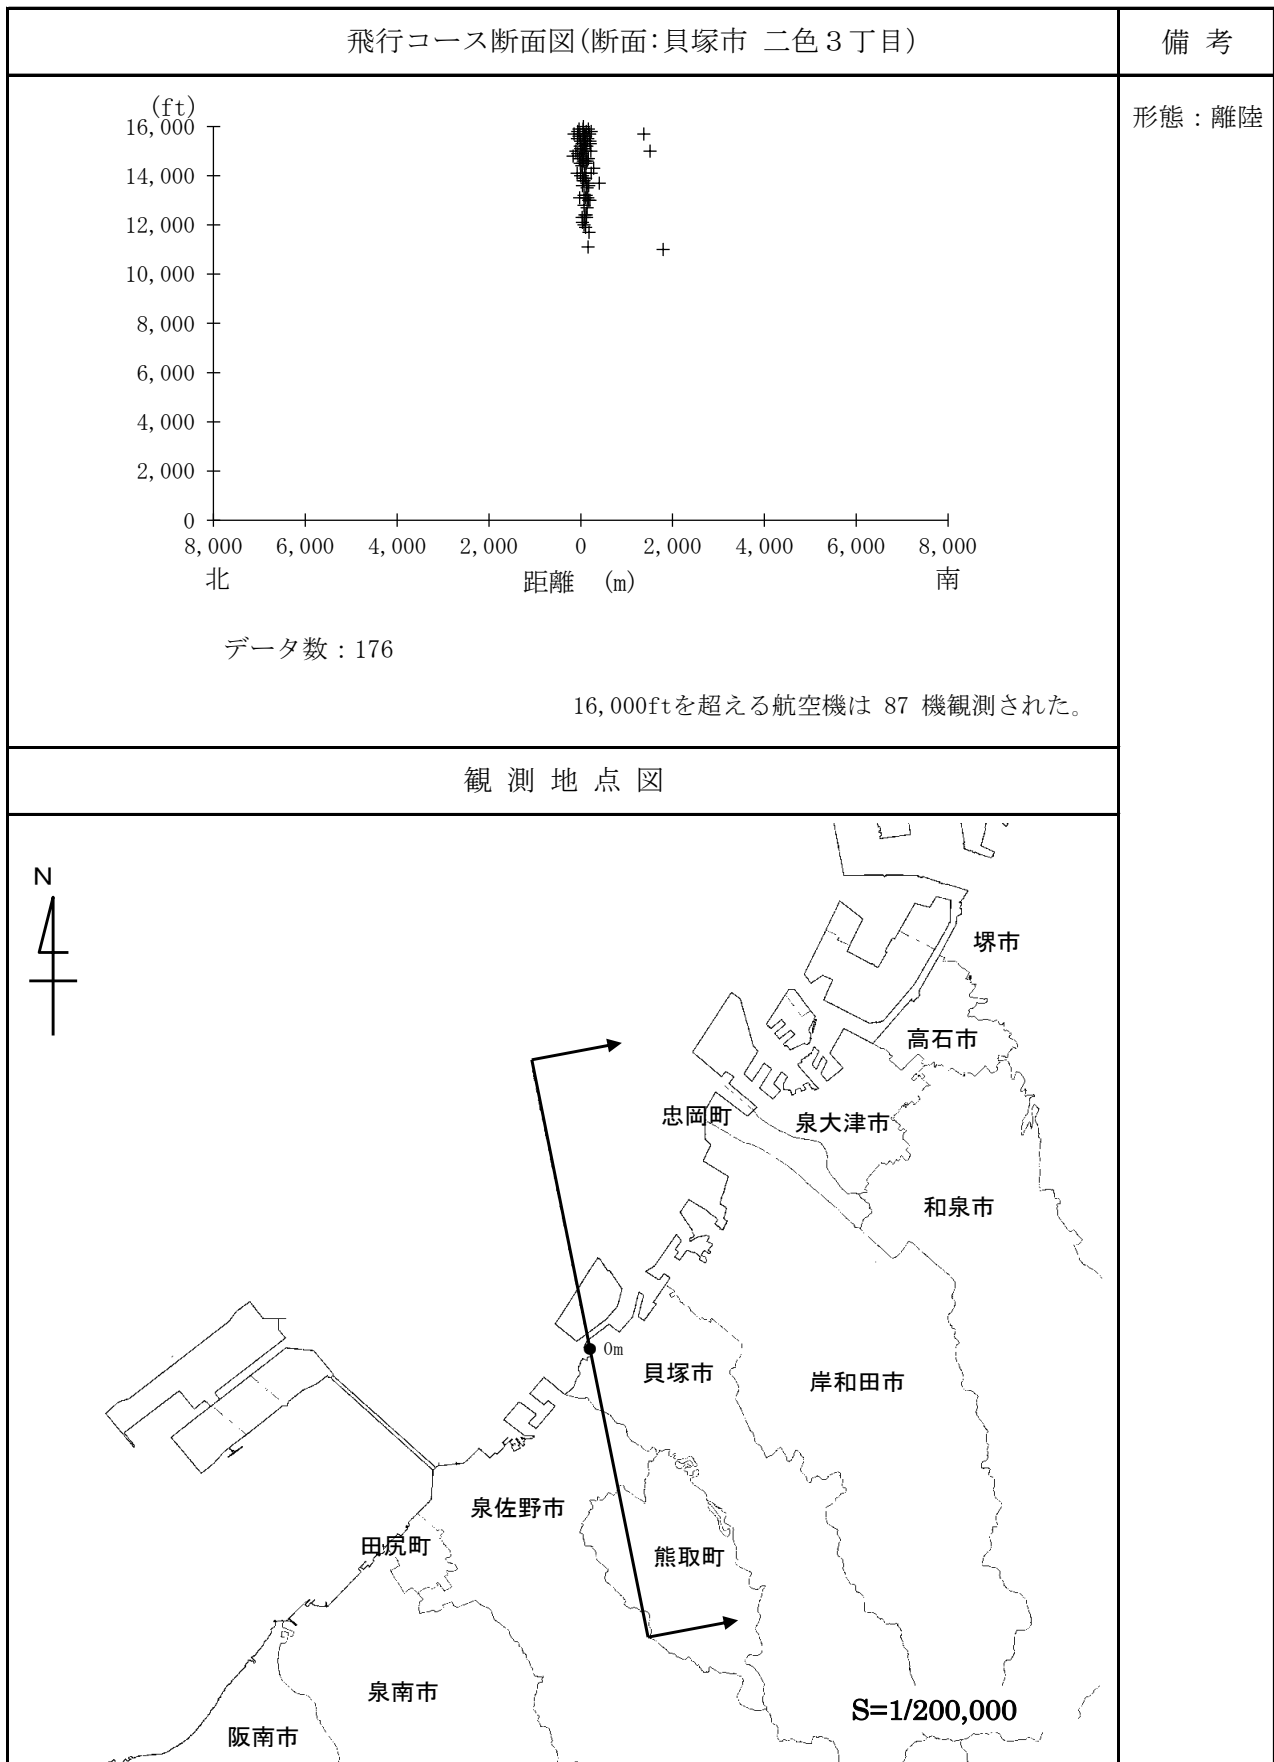 飛行コース断面図(断面:貝塚市 二色３丁目)
備 考
形態：離陸
(ft)
16,000
14,000
12,000
10,000
8,000
6,000
4,000
2,000
0
8,000 6,000 4,000 2,000 0 2,000 4,000 6,000 8,000
北 距離 (m) 南
データ数：176
16,000ftを超える航空機は 87 機観測された。
観 測 地 点 図
N
堺市
高石市
忠岡町
泉大津市
和泉市
0m
貝塚市
岸和田市
泉佐野市
田尻町
熊取町
泉南市
S=1/200,000
阪南市